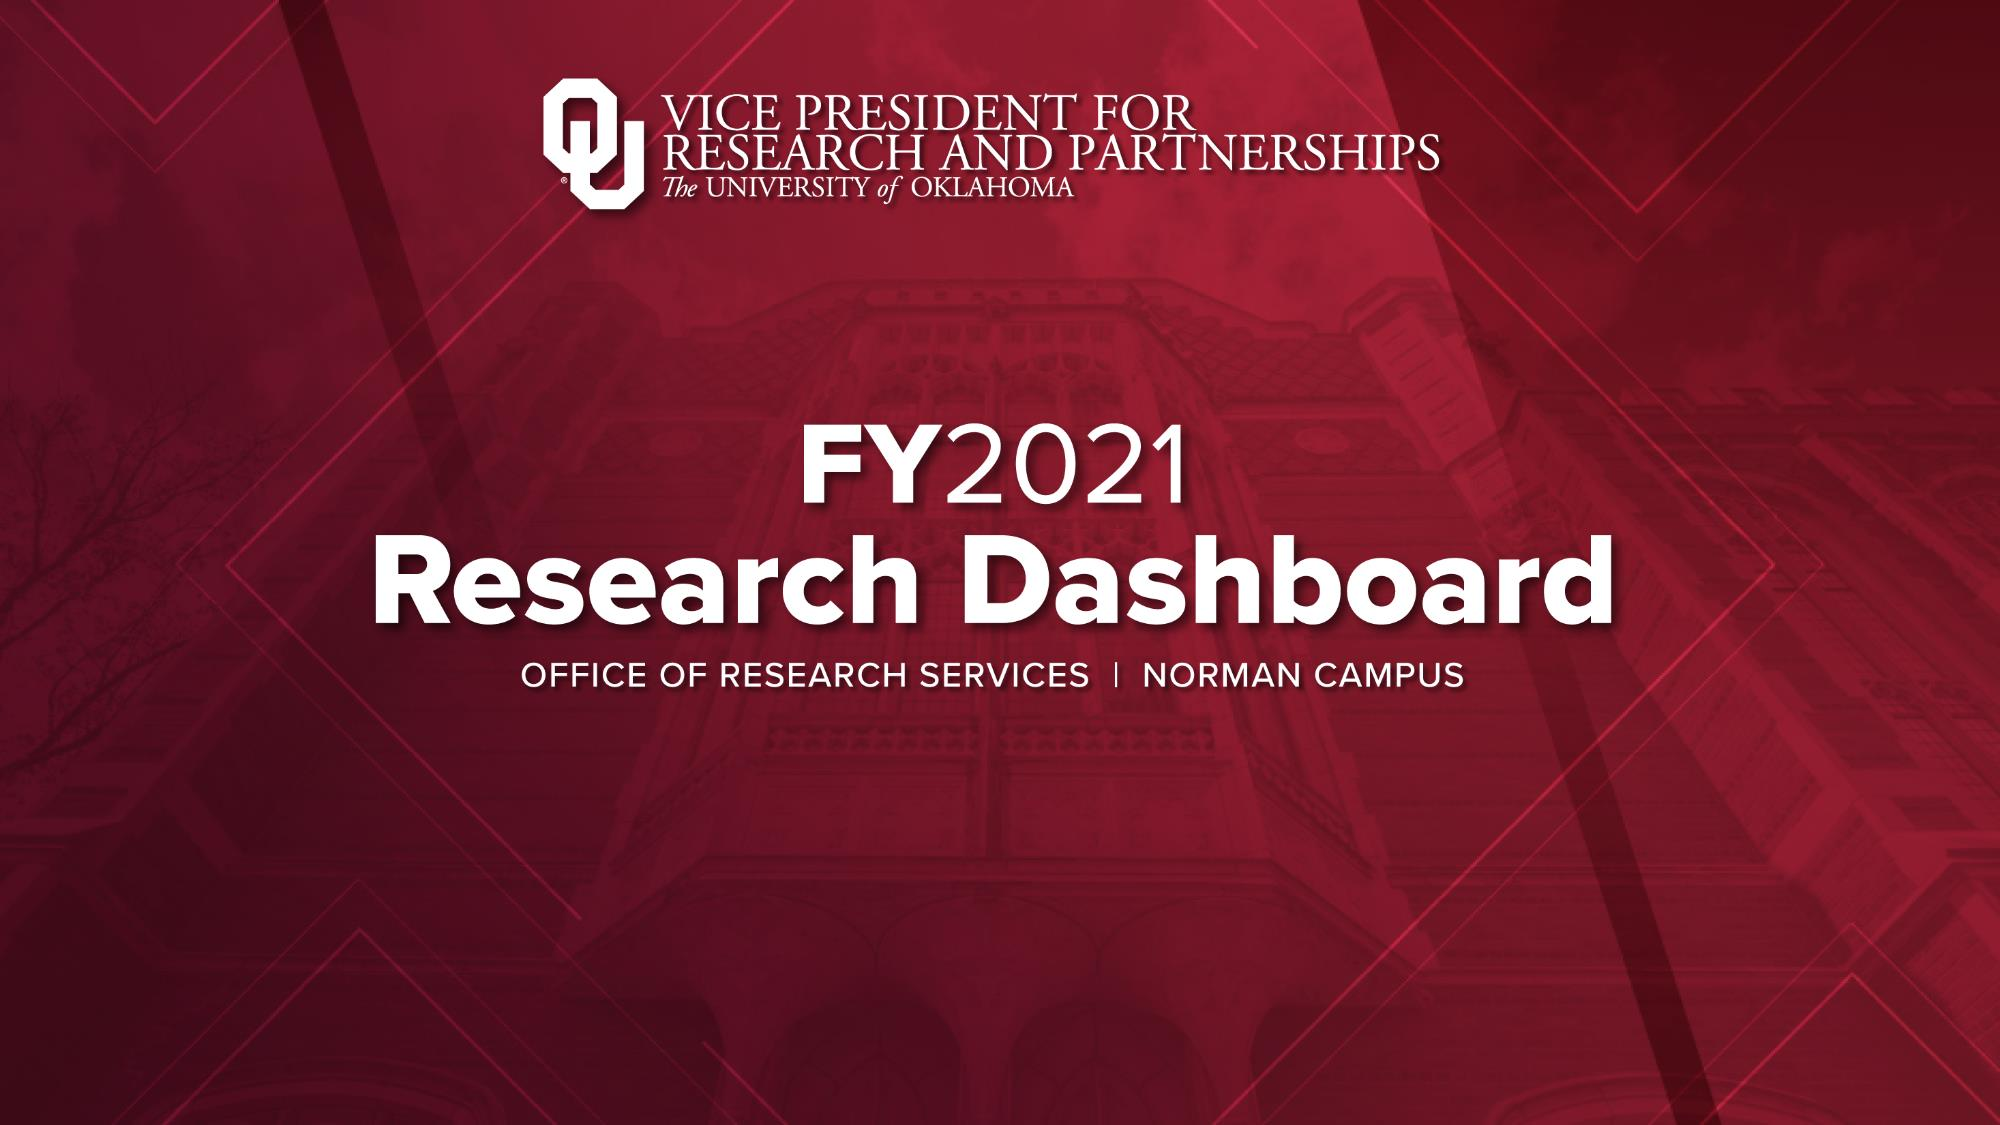 OU
VICE PRESIDENT FOR
RESEARCH AND PARTNERSHIPS
The UNIVERSITY of OKLAHOMA
®
FY2021
Research Dashboard
OFFICE OF RESEARCH SERVICES | NORMAN CAMPUS